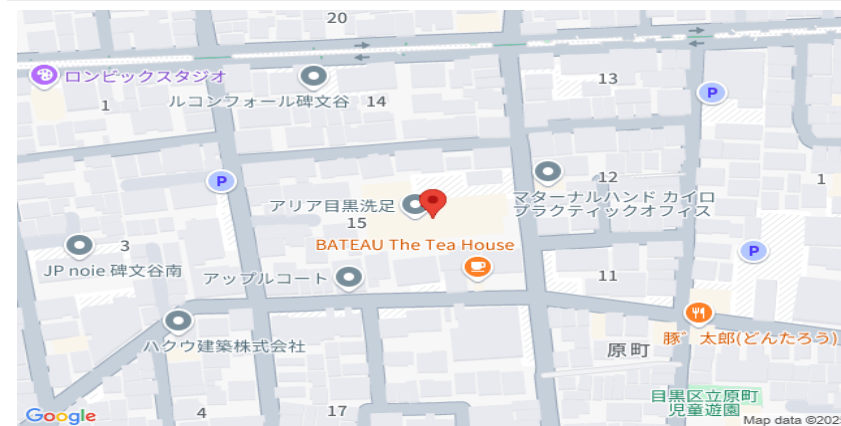 20
ロンビックスタジオ
1
ルコンフォール碑文谷
14
13
P
P
12
1
マターナルハンド カイロ
プラクティックオフィス
アリア目黒洗足
15
BATEAU The Tea House
3
JP noie 碑文谷南
アップルコート
P
11
ハクウ建築株式会社
原町
豚゛太郎(どんたろう)
目黒区立原町
児童遊園
4
17
Google
Map data ©202